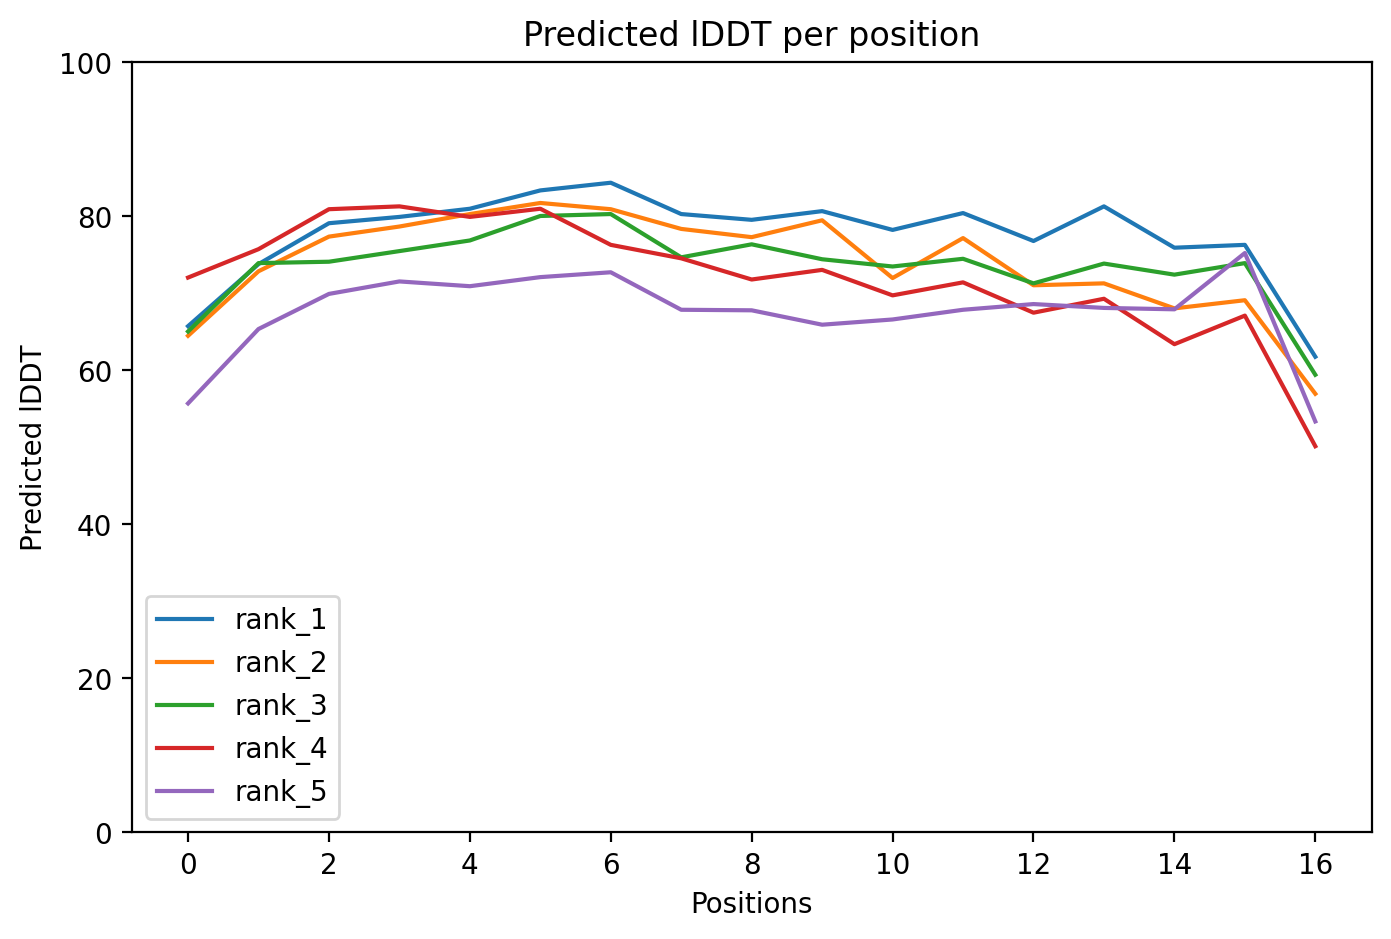 Predicted lDDT per position
100
80
60
40
20
0
Predicted lDDT
rank_1
rank_2
rank_3
rank_4
rank_5
0 2 4 6 8 10 12 14 16
Positions